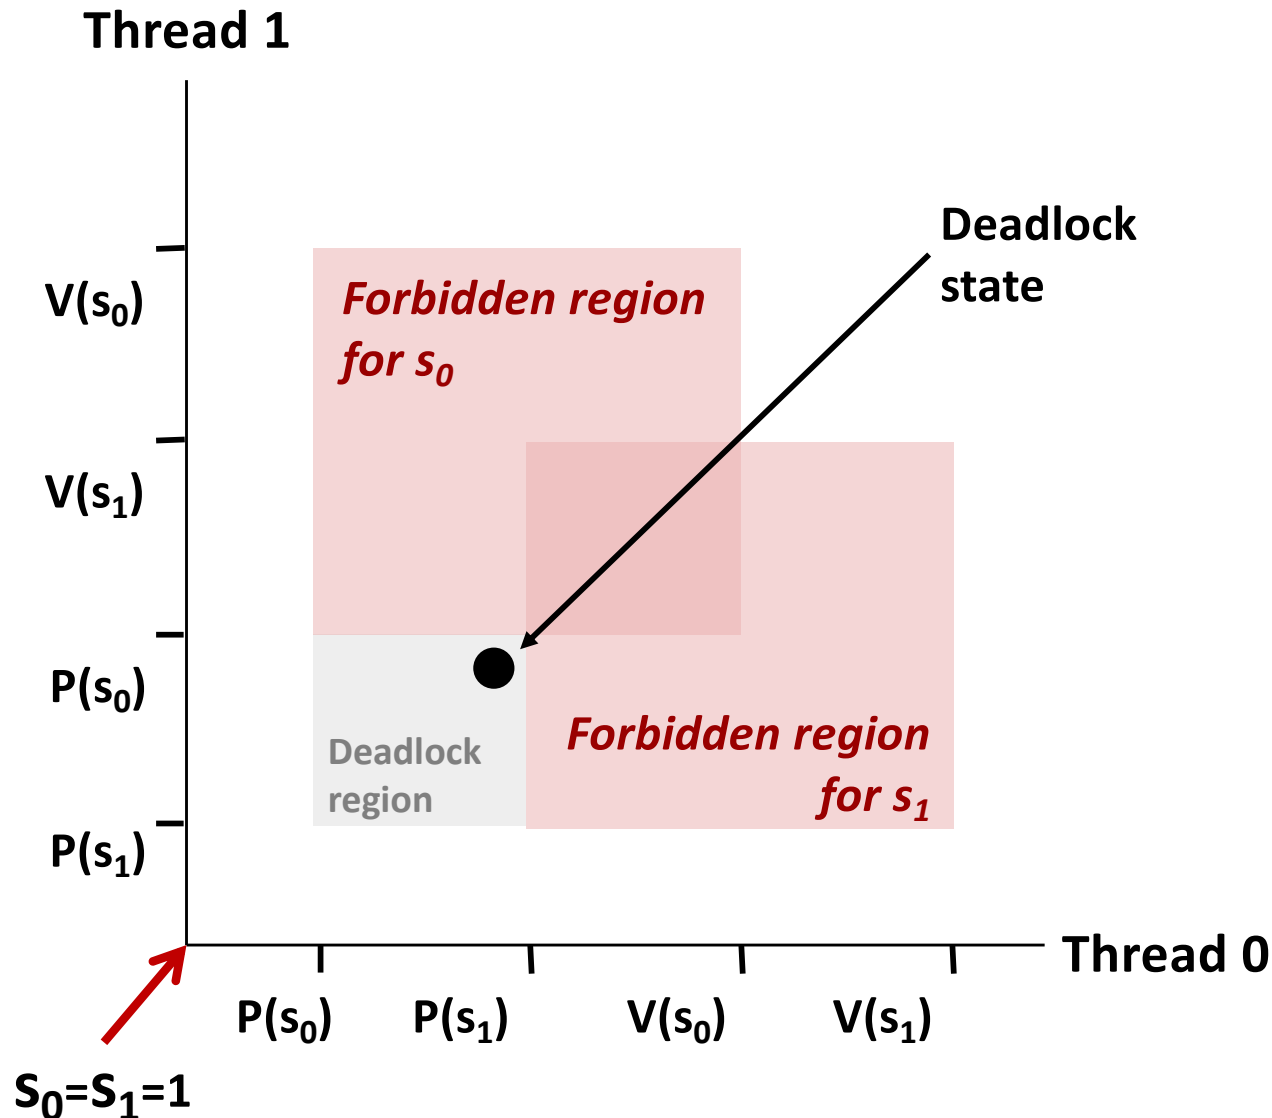 Thread 1
Deadlock
state
V(s₀)
Forbidden region
for s₀
V(s₁)
P(s₀)
Forbidden region
for s₁
Deadlock
region
P(s₁)
Thread 0
P(s₀)
P(s₁)
V(s₀)
V(s₁)
s₀=s₁=1